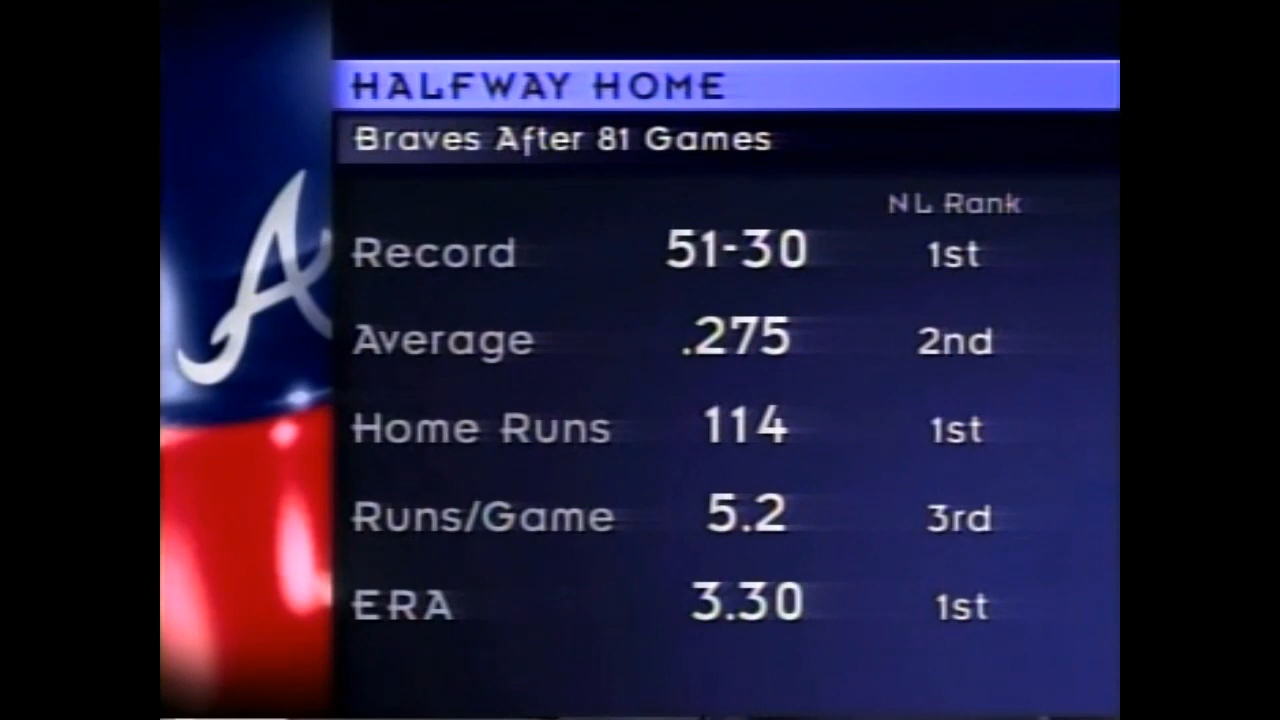 HALFWAY HOME
Braves After 81 Games
NL Rank
Record 51-30 1st
Average .275 2nd
Home Runs 114 1st
Runs/Game 5.2 3rd
ERA 3.30 1st